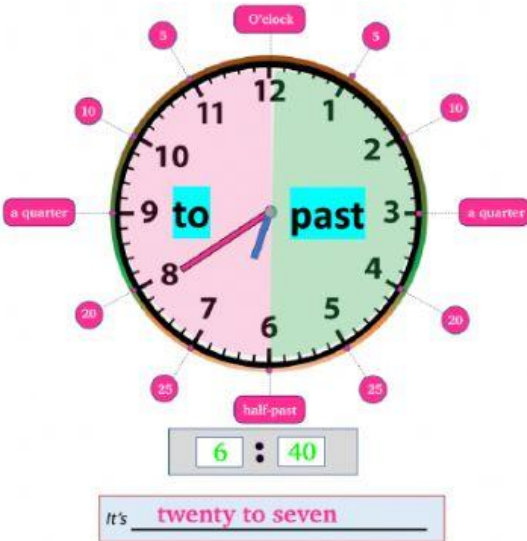 O'clock
5 5
12
11 1
10 10
10 2
a quarter 9 to past 3 a quarter
8 4
20 7 5 20
6
25 25
half-past
6 : 40
It's twenty to seven